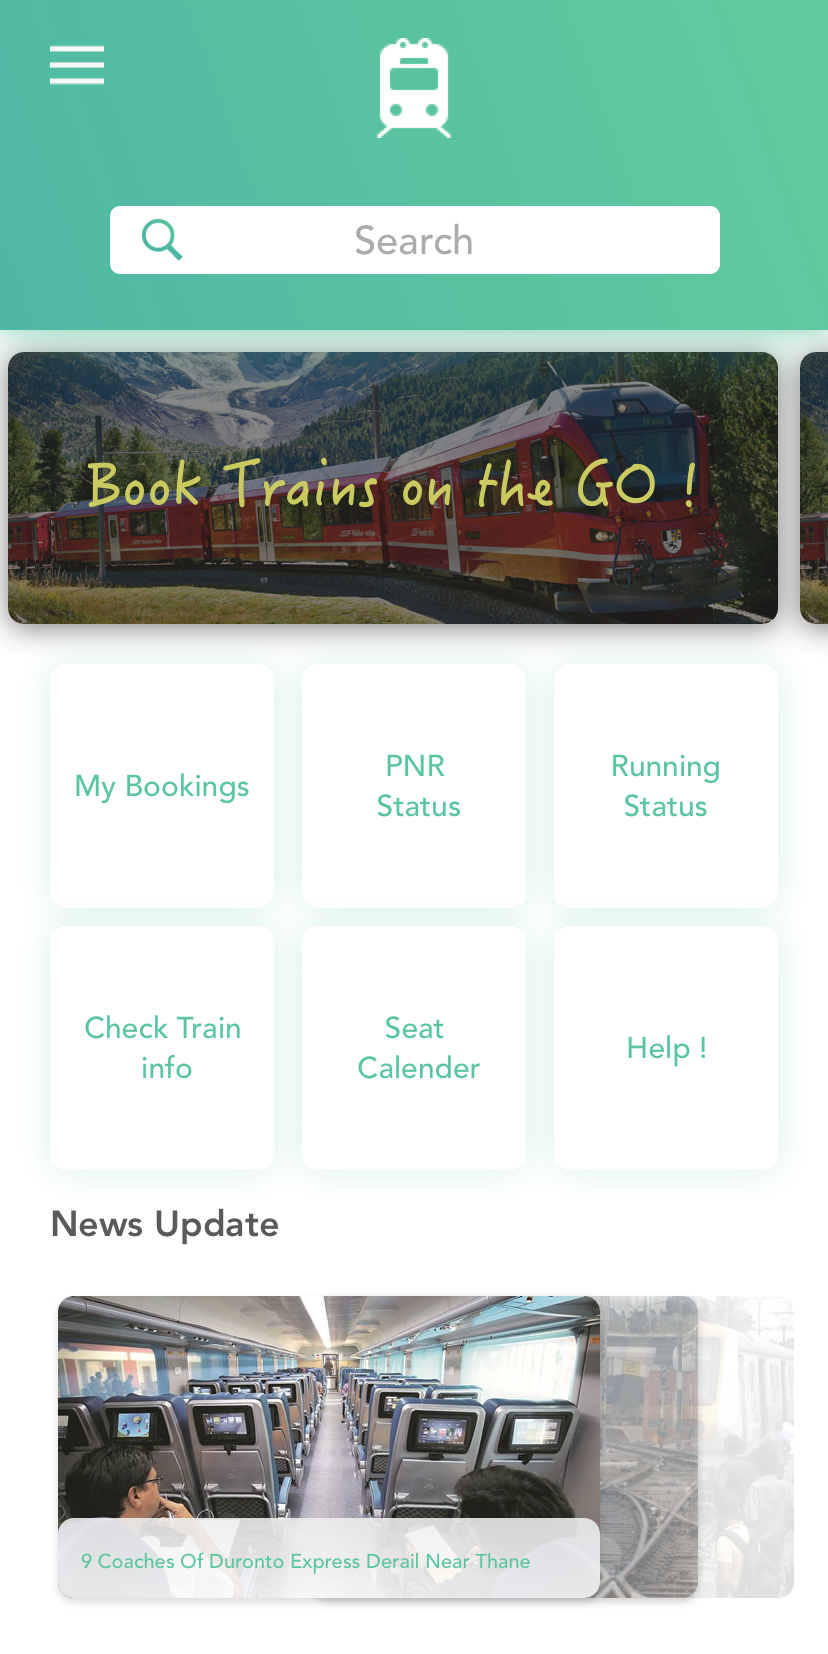 Search
Book Trains on the GO !
My Bookings
PNR
Status
Running
Status
Check Train
info
Seat
Calender
Help !
News Update
9 Coaches Of Duronto Express Derail Near Thane